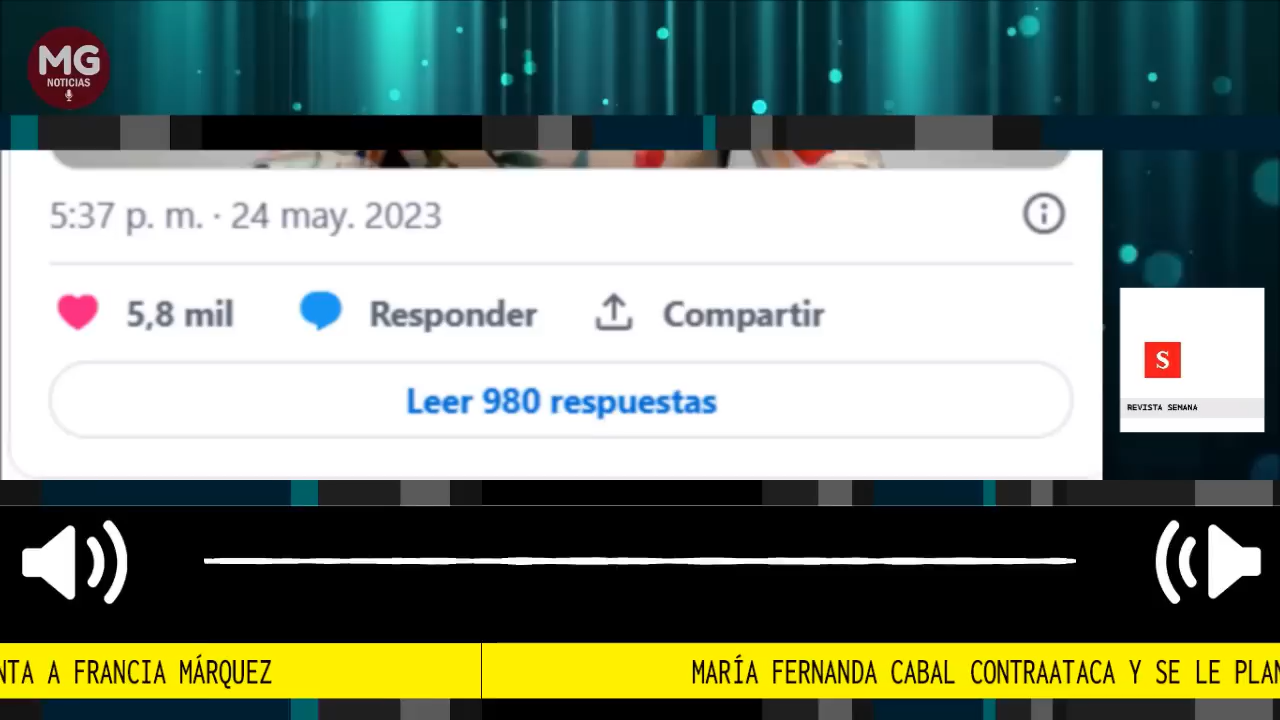 MG
NOTICIAS
5:37 p. m. · 24 may. 2023
5,8 mil Responder Compartir
Leer 980 respuestas
S
REVISTA SEMANA
NTA A FRANCIA MÁRQUEZ
MARÍA FERNANDA CABAL CONTRAATACA Y SE LE PLAN